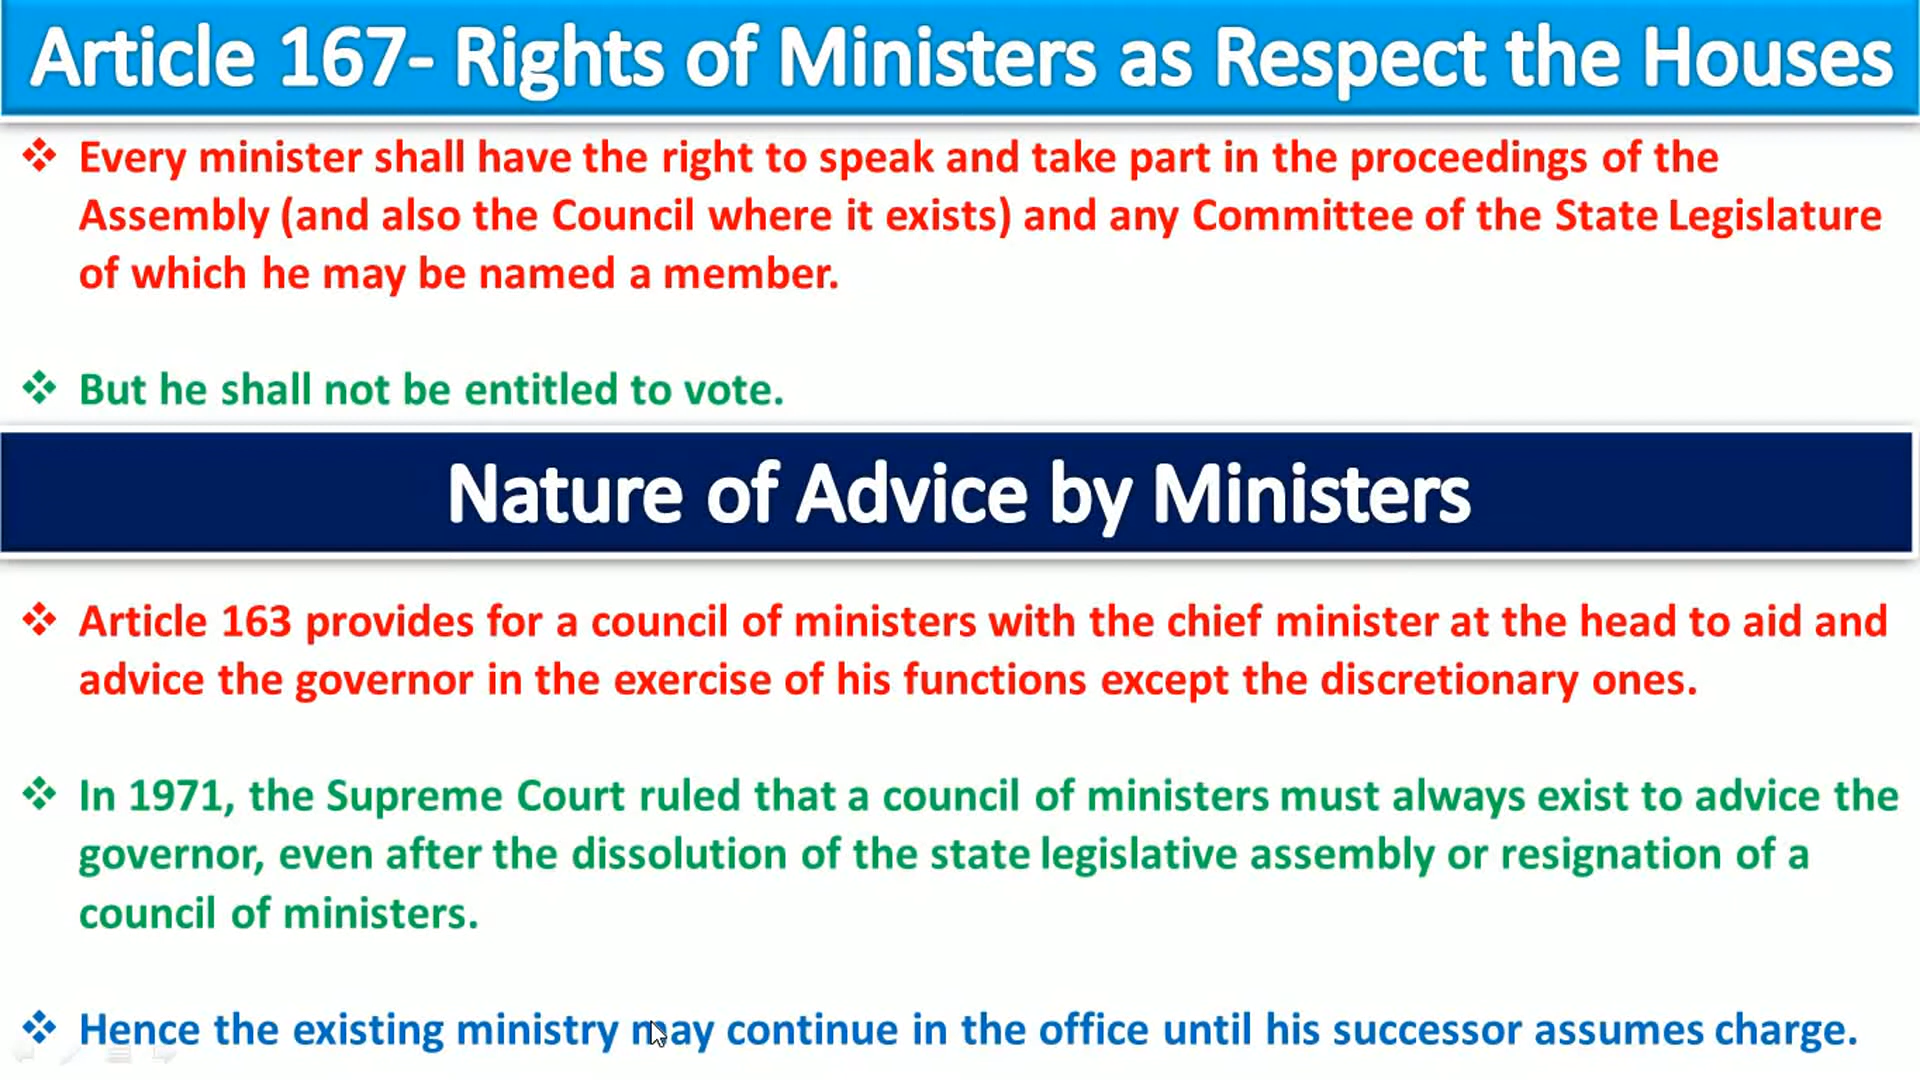 Article 167- Rights of Ministers as Respect the Houses
Every minister shall have the right to speak and take part in the proceedings of the
Assembly (and also the Council where it exists) and any Committee of the State Legislature
of which he may be named a member.
But he shall not be entitled to vote.
Nature of Advice by Ministers
Article 163 provides for a council of ministers with the chief minister at the head to aid and
advice the governor in the exercise of his functions except the discretionary ones.
In 1971, the Supreme Court ruled that a council of ministers must always exist to advice the
governor, even after the dissolution of the state legislative assembly or resignation of a
council of ministers.
Hence the existing ministry may continue in the office until his successor assumes charge.